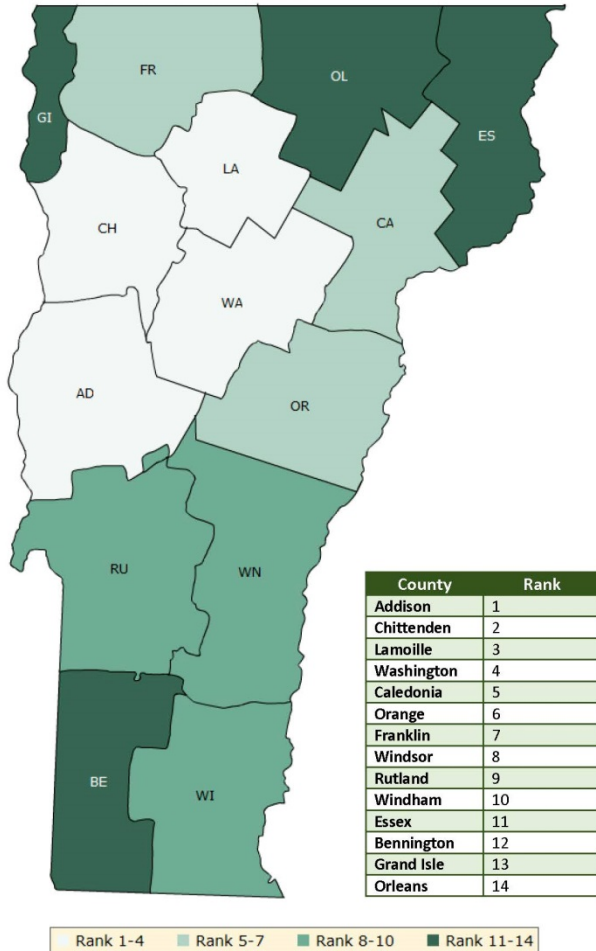 FR
OL
GI
ES
LA
CA
CH
WA
AD
OR
RU
WN
BE
WI
County Rank
Addison 1
Chittenden 2
Lamoille 3
Washington 4
Caledonia 5
Orange 6
Franklin 7
Windsor 8
Rutland 9
Windham 10
Essex 11
Bennington 12
Grand Isle 13
Orleans 14
Rank 1-4 Rank 5-7 Rank 8-10 Rank 11-14